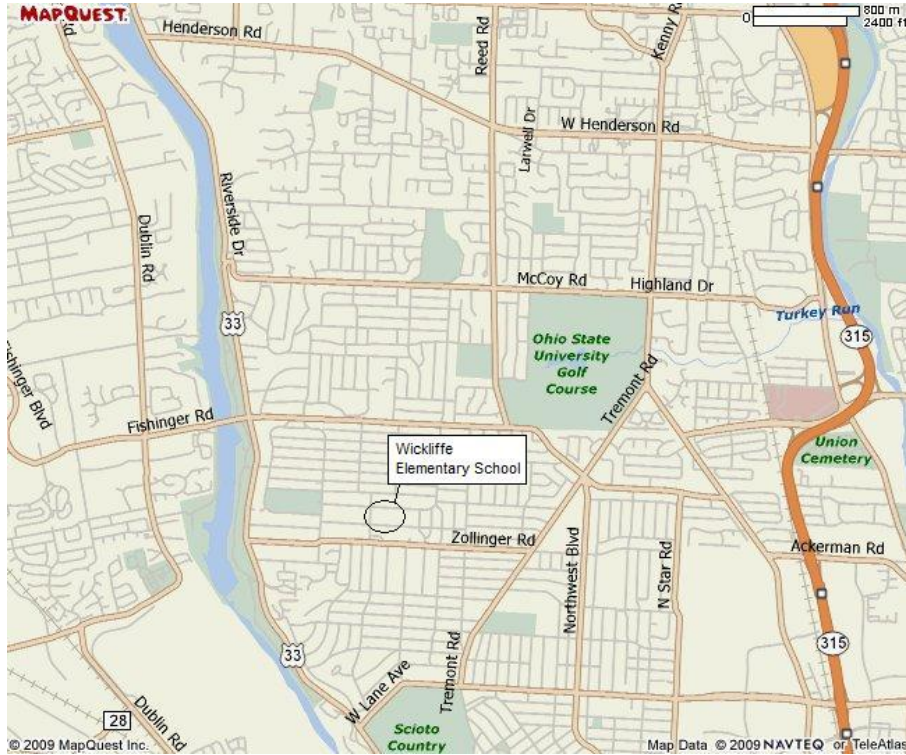 MAPQUEST.
Rd
Henderson Rd
Reed Rd
Kenny R
0
800 m
2400 ft
W Henderson Rd
Larwell Dr
Riverside Dr
Dublin Rd
McCoy Rd
Highland Dr
Turkey Run
33
315
Ohio State
University
Golf
Course
Tremont Rd
Fishinger Blvd
Fishinger Rd
Wickliffe
Elementary School
Union
Cemetery
Zollinger Rd
Northwest Blvd
N Star Rd
Ackerman Rd
33
315
Tremont Rd
W Lane Ave
28
Dublin Rd
Scioto
Country
© 2009 MapQuest Inc.
Map Data © 2009 NAVTEQ or TeleAtlas